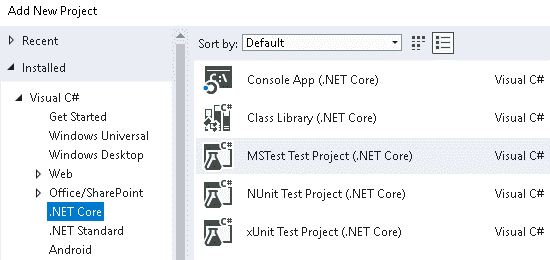 Add New Project
Recent
Installed
Visual C#
Get Started
Windows Universal
Windows Desktop
Web
Office/SharePoint
.NET Core
.NET Standard
Android
Sort by: Default
Console App (.NET Core) Visual C#
Class Library (.NET Core) Visual C#
MSTest Test Project (.NET Core) Visual C#
NUnit Test Project (.NET Core) Visual C#
xUnit Test Project (.NET Core) Visual C#